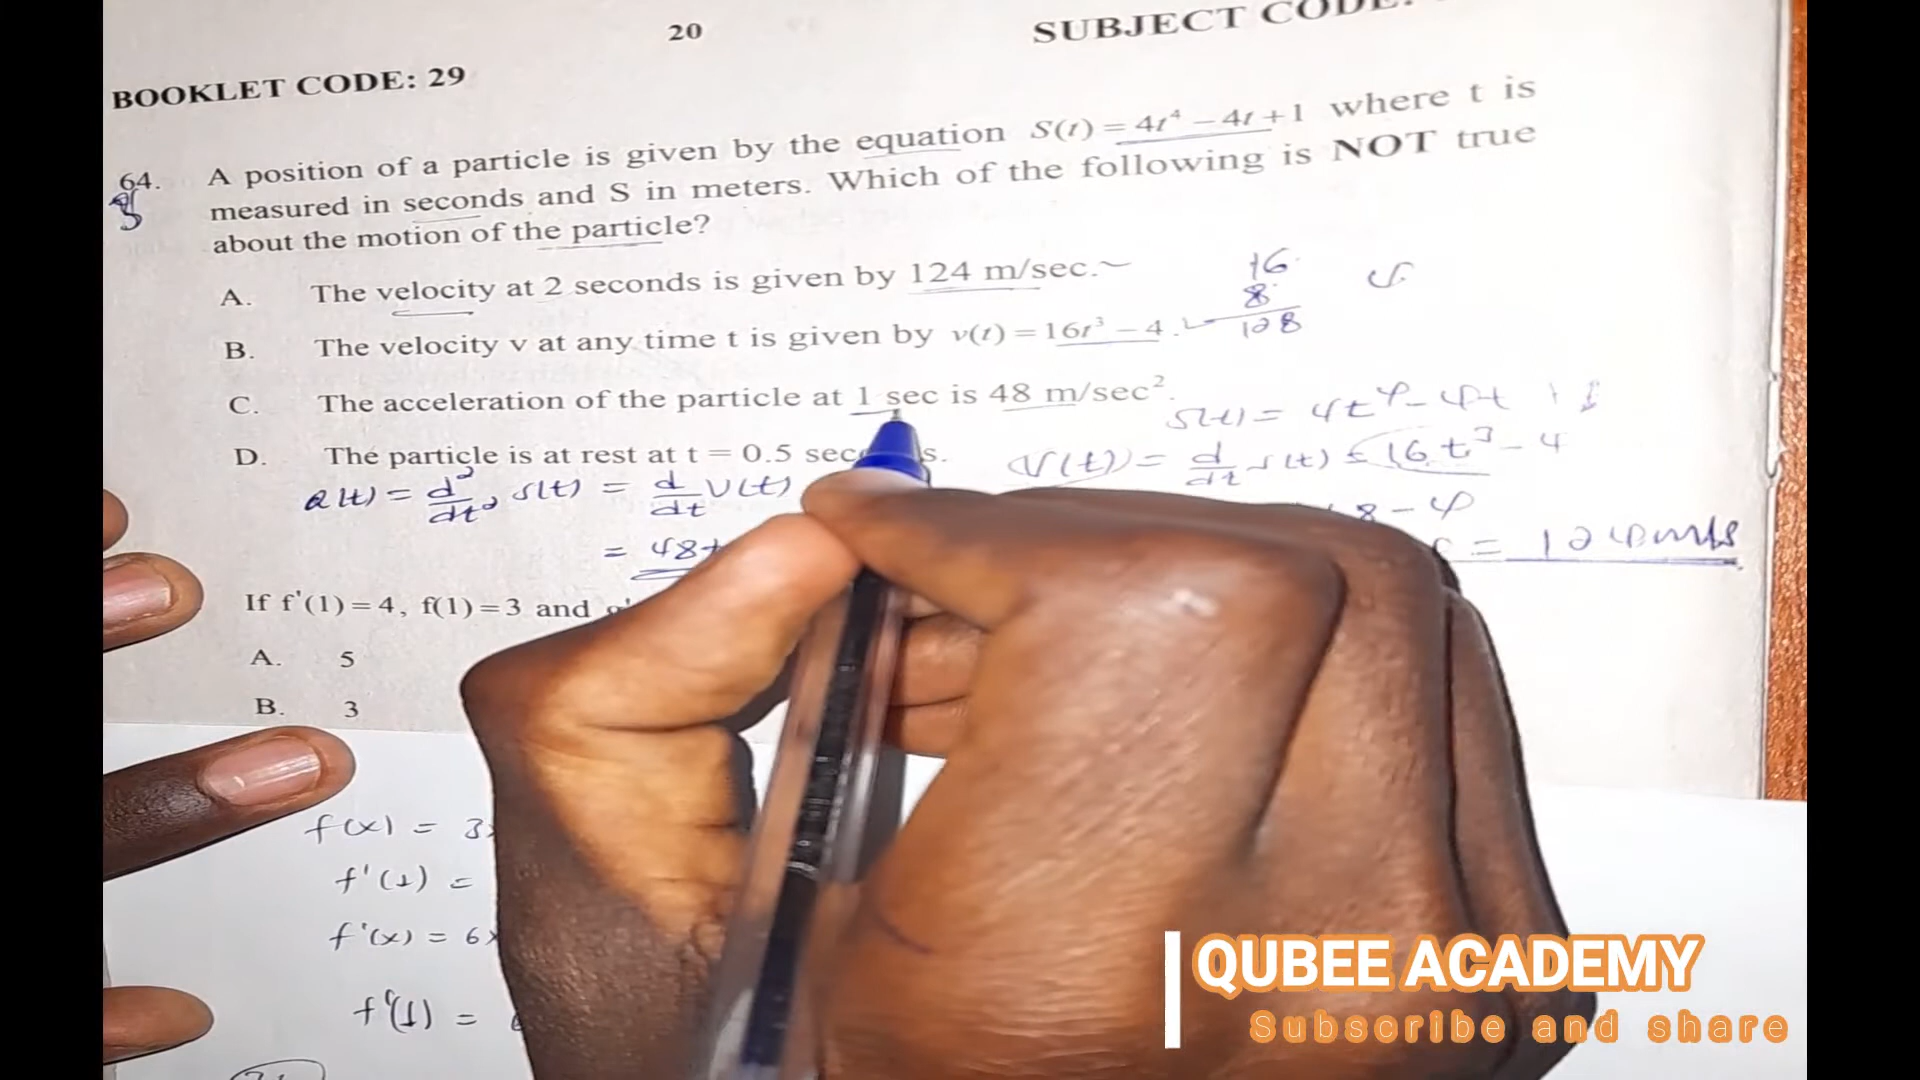 20
SUBJECT CODE:
BOOKLET CODE: 29
64. A position of a particle is given by the equation S(t) = 4t⁴ − 4t + 1 where t is
measured in seconds and S in meters. Which of the following is NOT true
about the motion of the particle?
A. The velocity at 2 seconds is given by 124 m/sec.
16
8
128
B. The velocity v at any time t is given by v(t) = 16t³ − 4.
C. The acceleration of the particle at 1 sec is 48 m/sec².
S(t) = 4t⁴ − 4t + 1
D. The particle is at rest at t = 0.5 sec s.
V(t) = d/dt s(t) = 16t³ − 4
a(t) = d²/dt² s(t) = d/dt V(t)
8 − 4
= 48t
= 124m/s
If f'(1) = 4, f(1) = 3 and
A. 5
B. 3
f(x) = 3
f'(1) =
f'(x) = 6x
f'(1) =
QUBEE ACADEMY
Subscribe and share